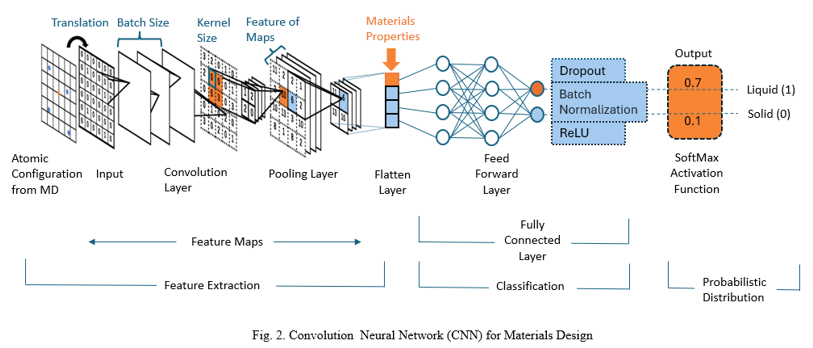 Translation
Batch Size
Kernel
Size
Feature of
Maps
Materials
Properties
Dropout
Batch
Normalization
ReLU
Output
0.7
0.1
Liquid (1)
Solid (0)
Atomic
Configuration
from MD
Input
Convolution
Layer
Pooling Layer
Flatten
Layer
Feed
Forward
Layer
SoftMax
Activation
Function
Feature Maps
Fully
Connected
Layer
Feature Extraction
Classification
Probabilistic
Distribution
Fig. 2. Convolution Neural Network (CNN) for Materials Design